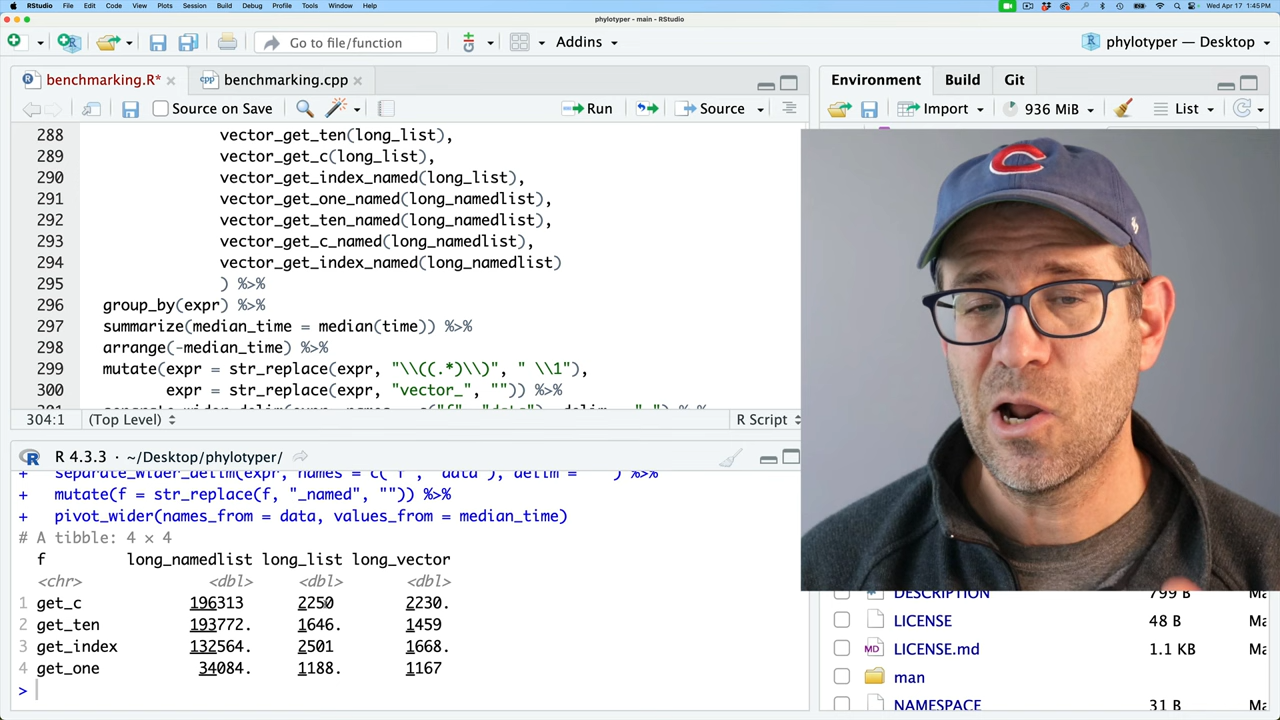 RStudio File Edit Code View Plots Session Build Debug Profile Tools Window Help Wed Apr 17 1:45PM
phylotyper - main - RStudio
Go to file/function Addins phylotyper — Desktop
benchmarking.R* benchmarking.cpp
Source on Save Run Source
288 vector_get_ten(long_list),
289 vector_get_c(long_list),
290 vector_get_index_named(long_list),
291 vector_get_one_named(long_namedlist),
292 vector_get_ten_named(long_namedlist),
293 vector_get_c_named(long_namedlist),
294 vector_get_index_named(long_namedlist)
295 ) %>%
296 group_by(expr) %>%
297 summarize(median_time = median(time)) %>%
298 arrange(-median_time) %>%
299 mutate(expr = str_replace(expr, "\\((.*)\\)", " \\1"),
300 expr = str_replace(expr, "vector_", "")) %>%
304:1 (Top Level) R Script
R 4.3.3 · ~/Desktop/phylotyper/
+ separate_wider_delim(expr, names = c("f", "data"), delim = " ") %>%
+ mutate(f = str_replace(f, "_named", "")) %>%
+ pivot_wider(names_from = data, values_from = median_time)
# A tibble: 4 × 4
f long_namedlist long_list long_vector
<chr> <dbl> <dbl> <dbl>
1 get_c 196313 2250 2230.
2 get_ten 193772. 1646. 1459
3 get_index 132564. 2501 1668.
4 get_one 34084. 1188. 1167
>
Environment Build Git
Import 936 MiB List
DESCRIPTION 799 B
LICENSE 48 B
LICENSE.md 1.1 KB
man
NAMESPACE 31 B